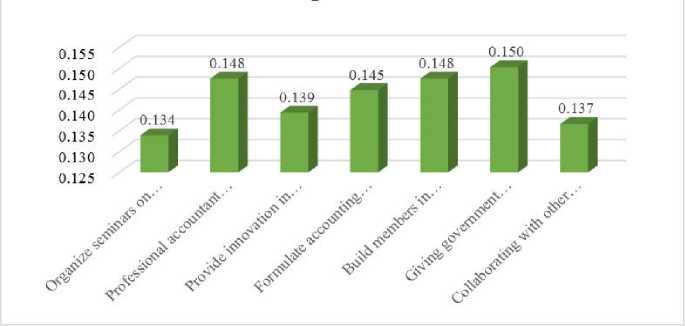 0.155
0.150
0.145
0.140
0.135
0.130
0.125
0.134
0.148
0.139
0.145
0.148
0.150
0.137
Organize seminars on…
Professional accountant…
Provide innovation in…
Formulate accounting…
Build members in…
Giving government…
Collaborating with other…